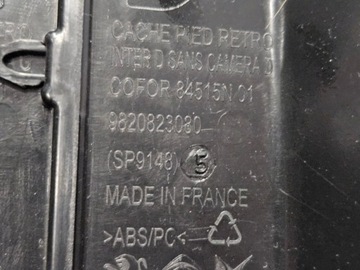 CACHE PIED RETRO
INTER D SANS CAMERA D
COFOR 84515N 01
9820823080
(SP9148) 5
MADE IN FRANCE
>ABS/PC<